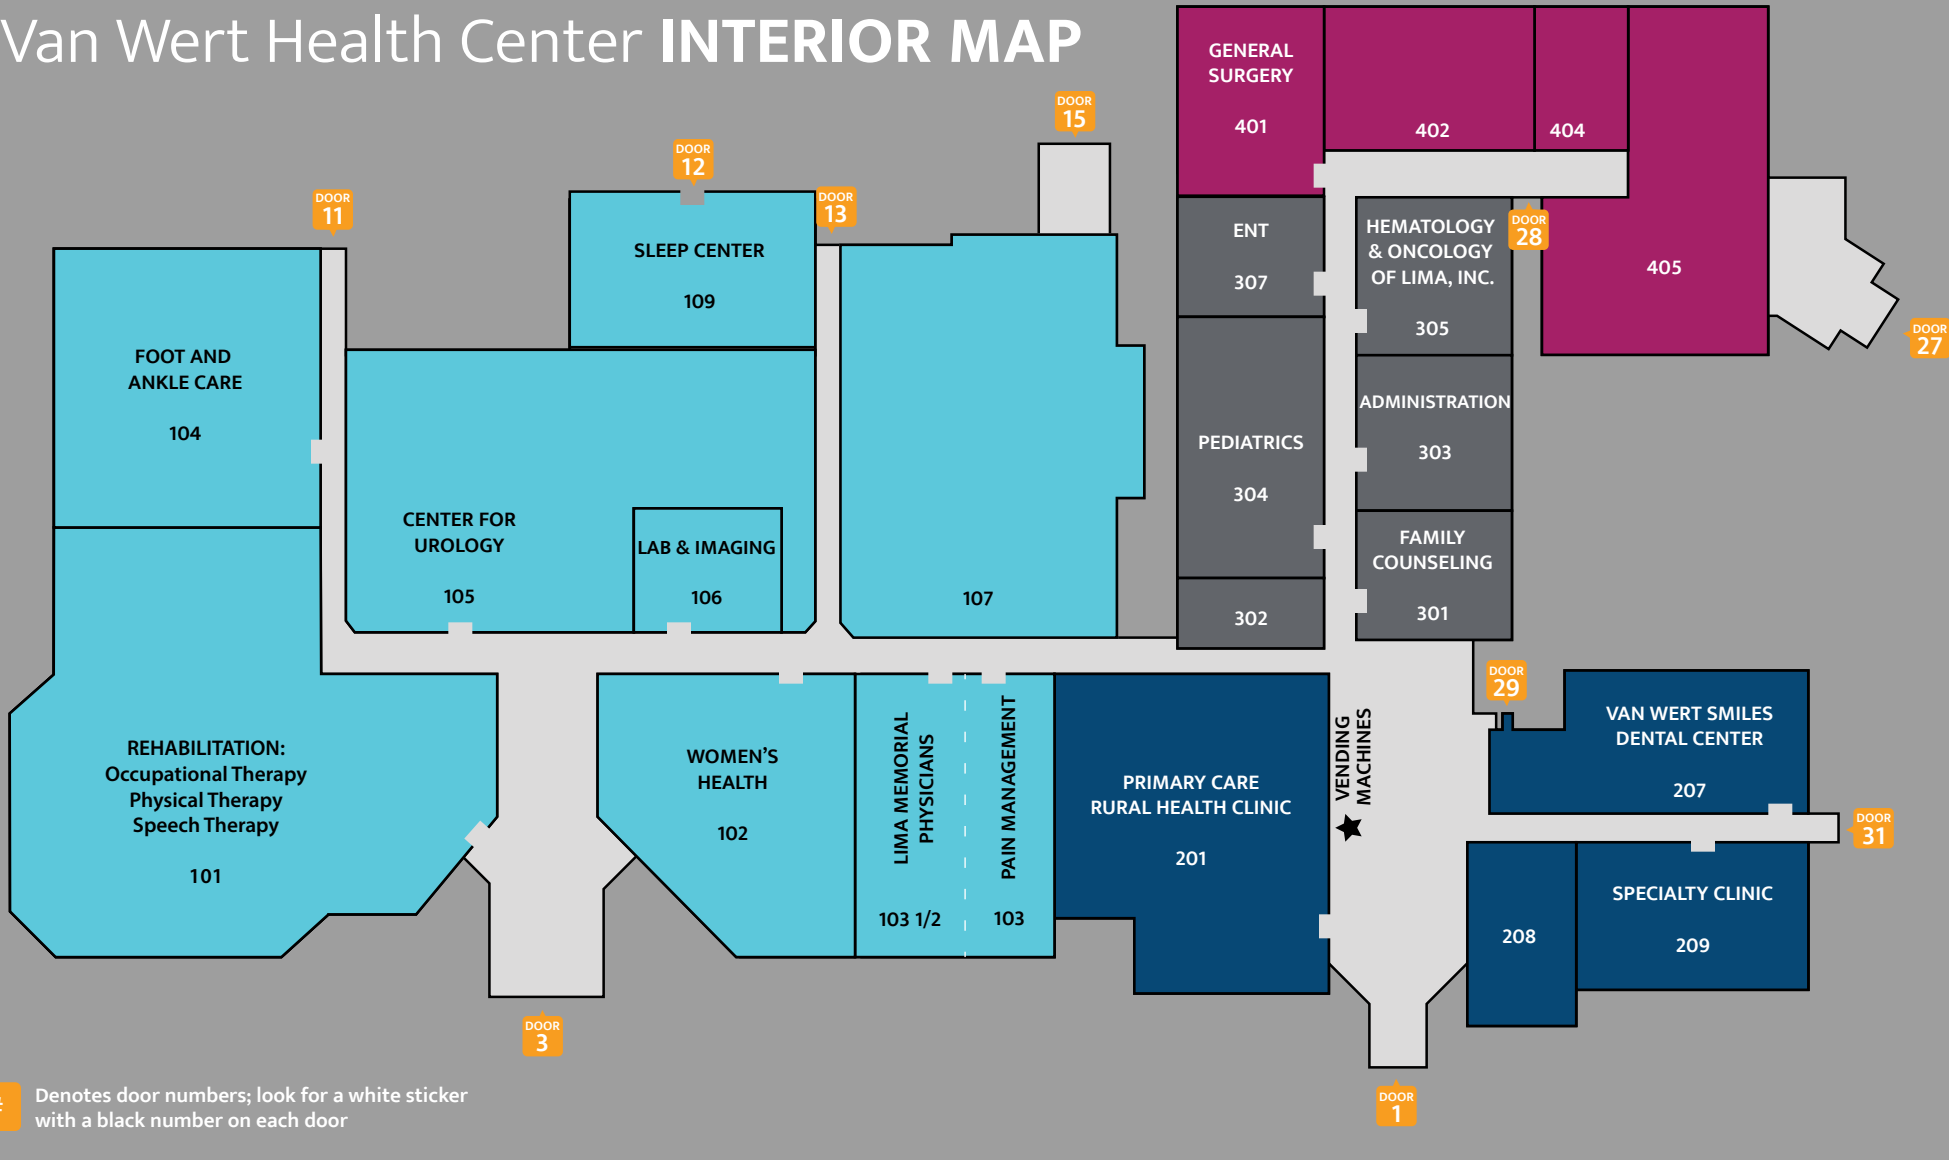 Van Wert Health Center INTERIOR MAP
DOOR
11
DOOR
12
DOOR
13
DOOR
15
GENERAL
SURGERY
401
402
404
405
DOOR
28
DOOR
27
ENT
307
HEMATOLOGY
& ONCOLOGY
OF LIMA, INC.
305
ADMINISTRATION
303
PEDIATRICS
304
FAMILY
COUNSELING
301
302
SLEEP CENTER
109
FOOT AND
ANKLE CARE
104
CENTER FOR
UROLOGY
105
LAB & IMAGING
106
107
REHABILITATION:
Occupational Therapy
Physical Therapy
Speech Therapy
101
WOMEN’S
HEALTH
102
LIMA MEMORIAL
PHYSICIANS
103 1/2
PAIN MANAGEMENT
103
PRIMARY CARE
RURAL HEALTH CLINIC
201
VENDING
MACHINES
DOOR
29
VAN WERT SMILES
DENTAL CENTER
207
DOOR
31
208
SPECIALTY CLINIC
209
DOOR
3
DOOR
1
Denotes door numbers; look for a white sticker
with a black number on each door